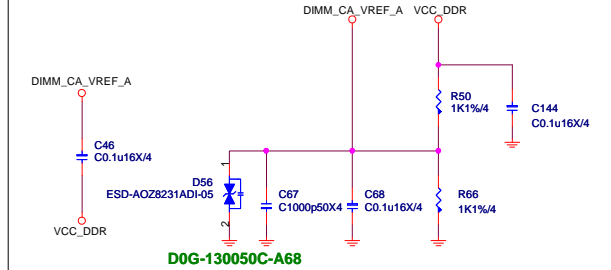 DIMM_CA_VREF_A
VCC_DDR
DIMM_CA_VREF_A
R50
1K1%/4
C144
C0.1u16X/4
C46
C0.1u16X/4
1
D56
ESD-AOZ8231ADI-05
2
C67
C1000p50X4
C68
C0.1u16X/4
R66
1K1%/4
VCC_DDR
D0G-130050C-A68